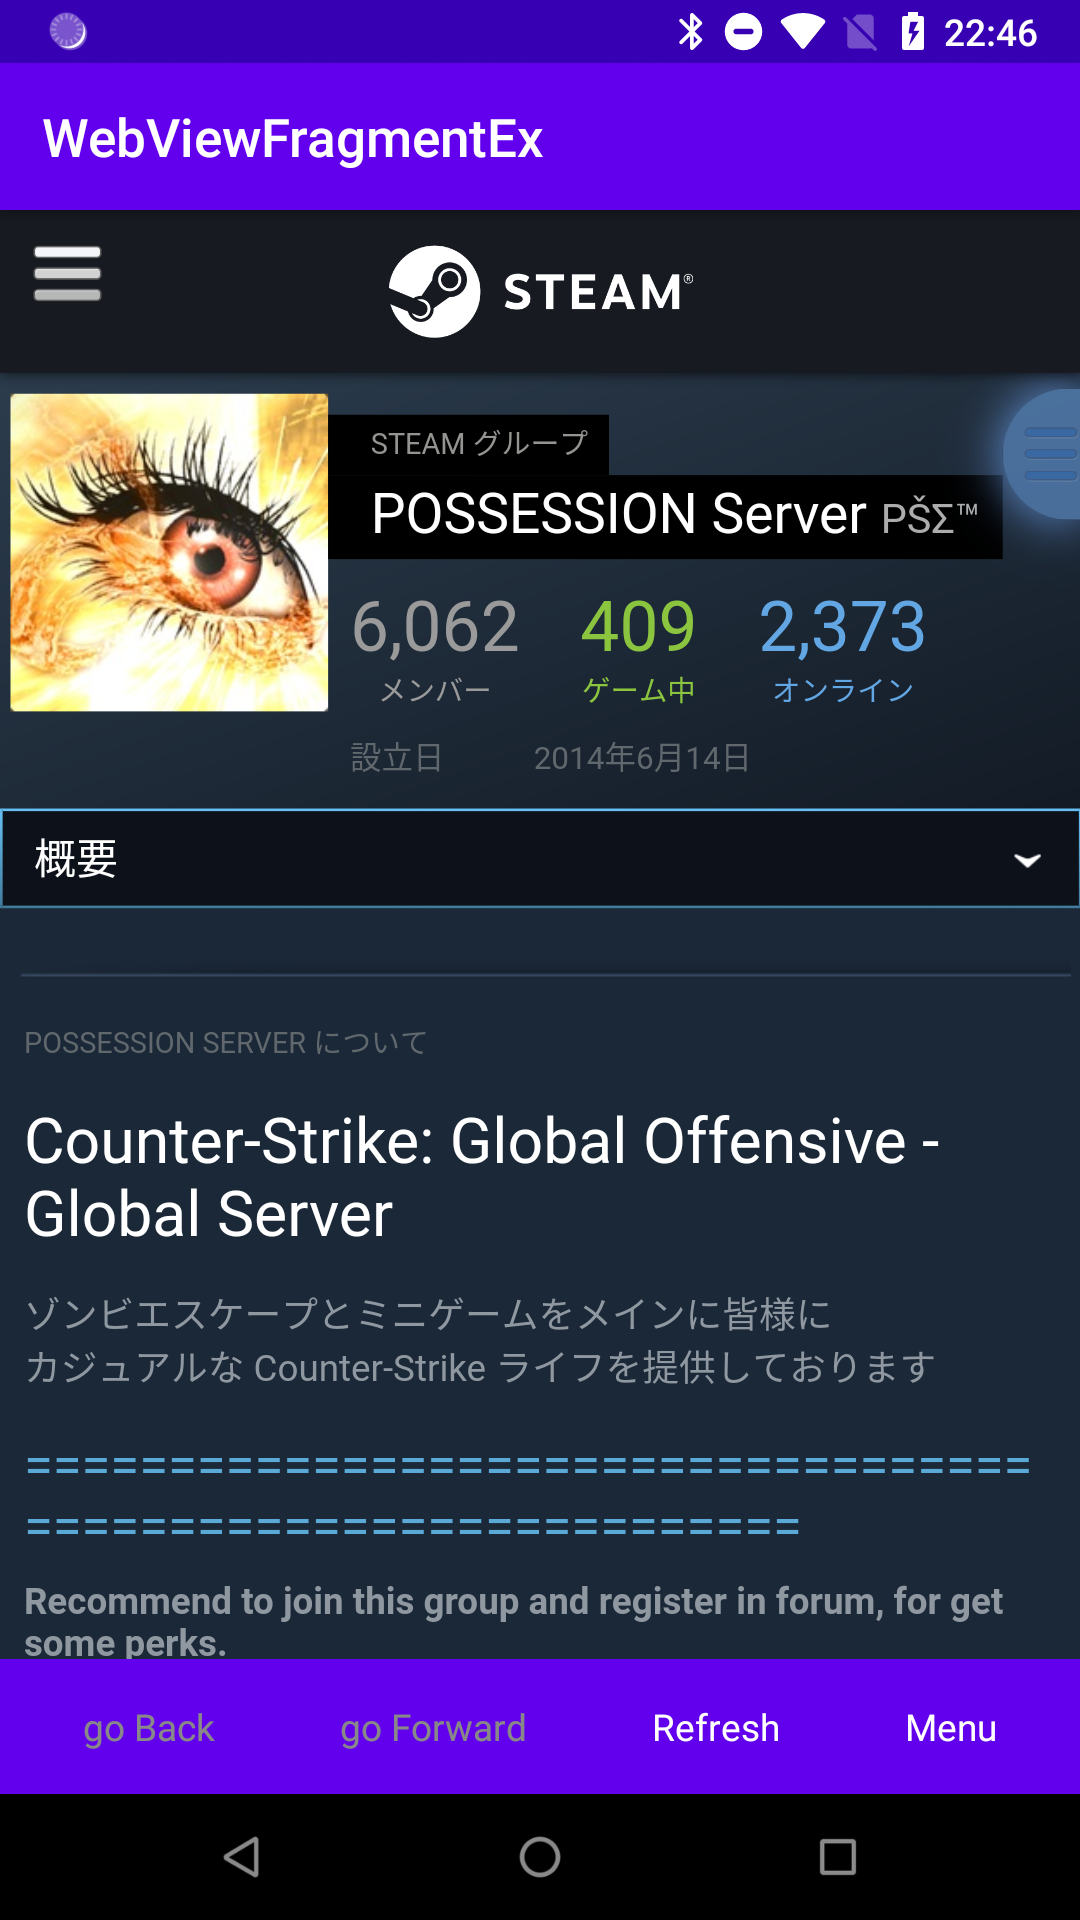 22:46
WebViewFragmentEx
STEAM®
STEAM グループ
POSSESSION Server PŠΣ™
6,062
409
2,373
メンバー
ゲーム中
オンライン
設立日 2014年6月14日
概要
POSSESSION SERVER について
Counter-Strike: Global Offensive -
Global Server
ゾンビエスケープとミニゲームをメインに皆様に
カジュアルな Counter-Strike ライフを提供しております
===================================
===========================
Recommend to join this group and register in forum, for get
some perks.
go Back
go Forward
Refresh
Menu